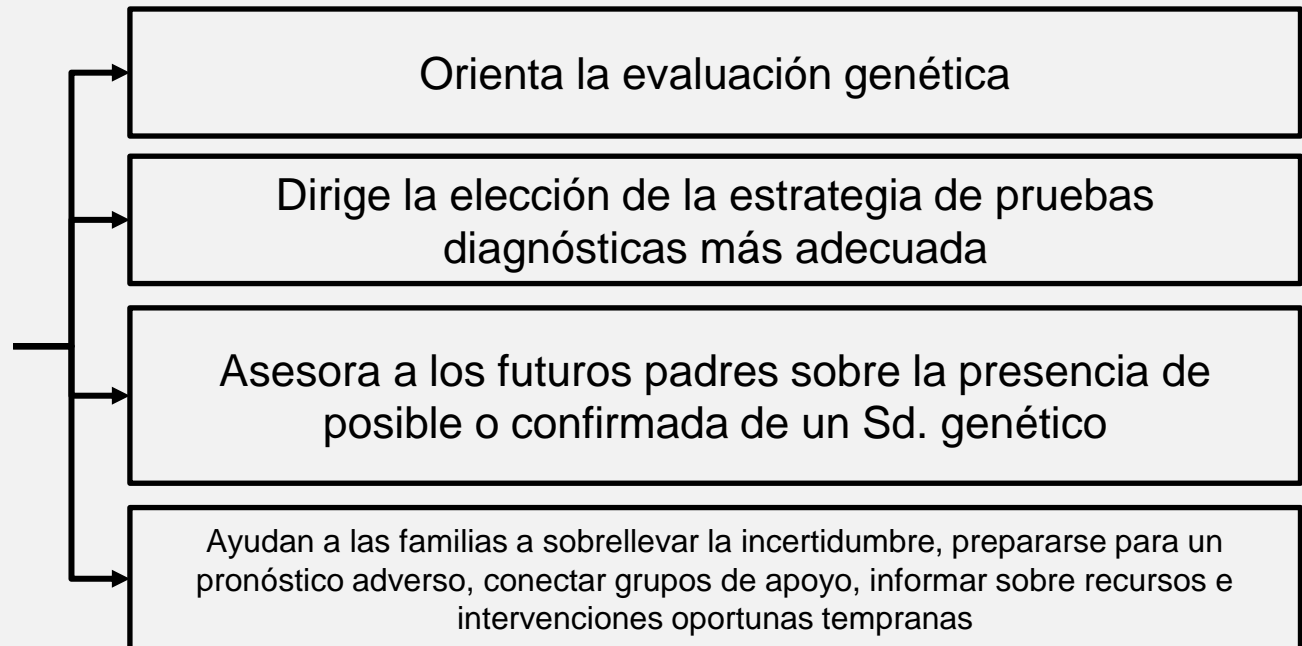 Orienta la evaluación genética
Dirige la elección de la estrategia de pruebas
diagnósticas más adecuada
Asesora a los futuros padres sobre la presencia de
posible o confirmada de un Sd. genético
Ayudan a las familias a sobrellevar la incertidumbre, prepararse para un
pronóstico adverso, conectar grupos de apoyo, informar sobre recursos e
intervenciones oportunas tempranas